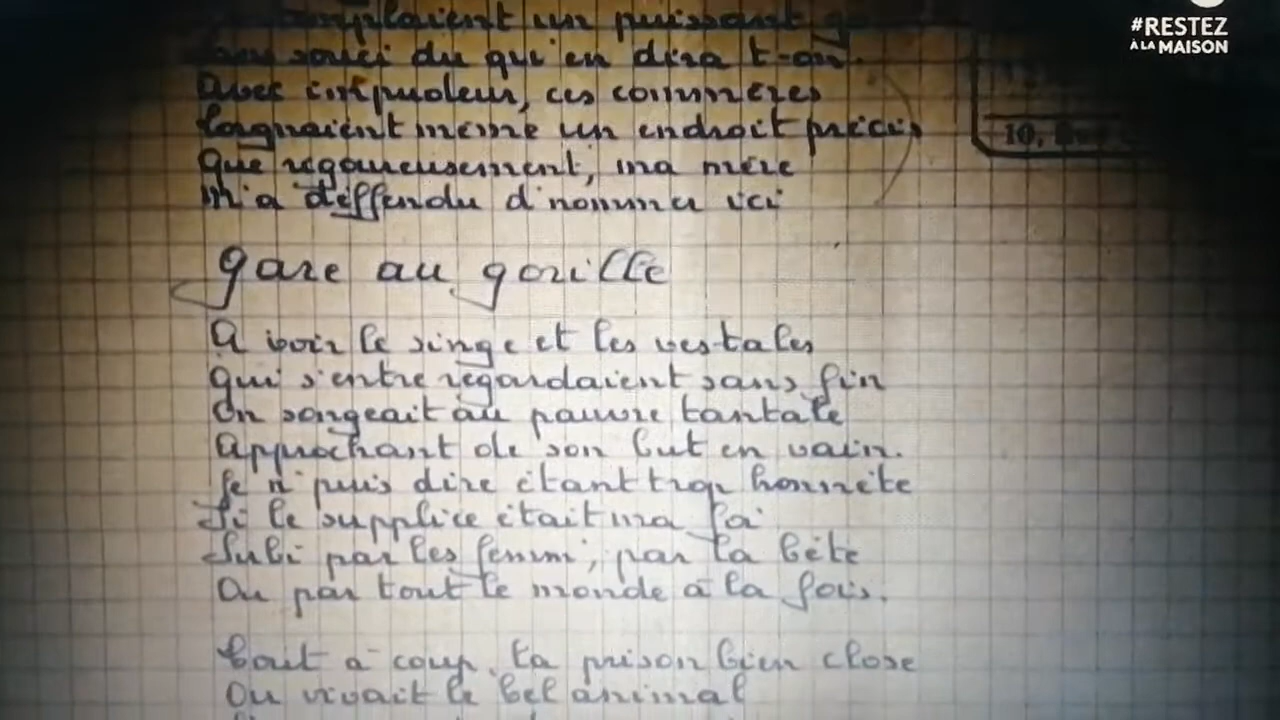 #RESTEZ
À LA MAISON
un puissant
souci du qu'en dira t-on.
Avec impudeur, ces commères
Lorgnaient même un endroit précis
Que rigoureusement, ma mère
M'a deffendu d'nommer ici
10,
gare au gorille
A voir le singe et les vestales
Qui s'entre regardaient sans fin
On songeait au pauvre tantale
Approchant de son but en vain.
Je n'puis dire étant trop honnête
Si le supplice était ma foi
Subi par les femm', par la bête
Ou par tout le monde à la fois.
Tout à coup, la prison bien close
Ou vivait le bel animal